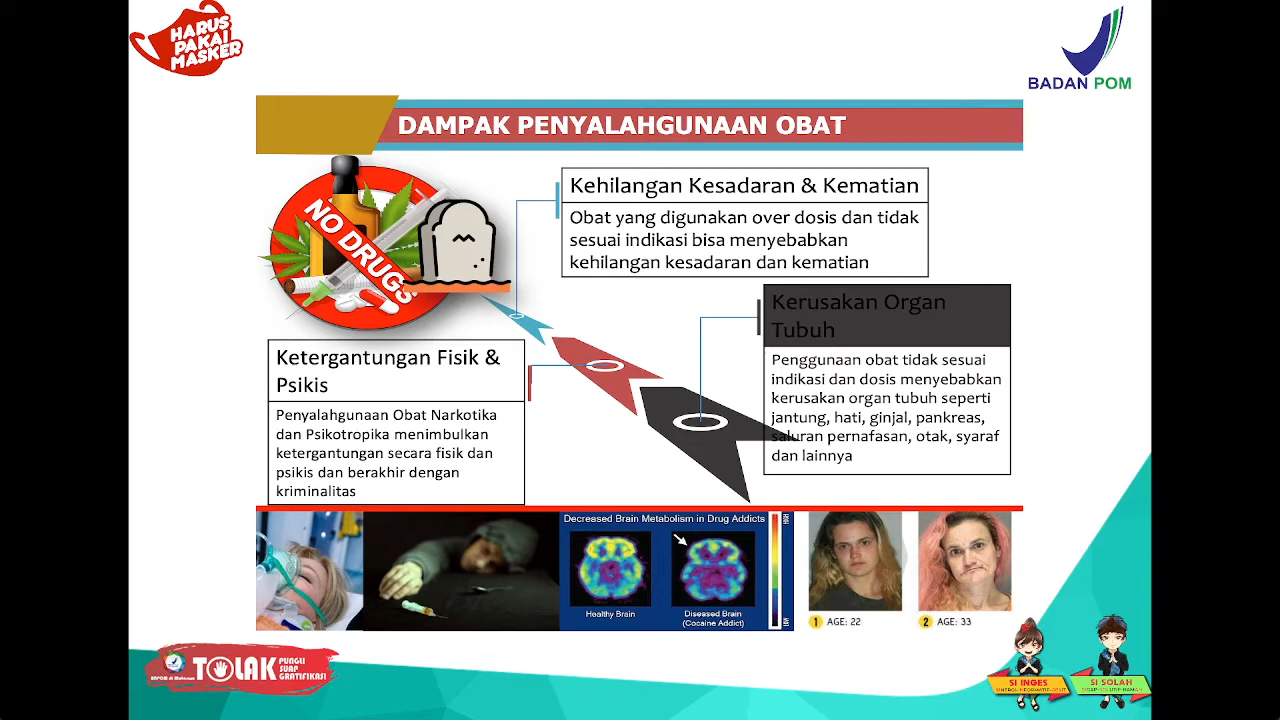 HARUS
PAKAI
MASKER
BADAN POM
DAMPAK PENYALAHGUNAAN OBAT
NO DRUGS
Kehilangan Kesadaran & Kematian
Obat yang digunakan over dosis dan tidak
sesuai indikasi bisa menyebabkan
kehilangan kesadaran dan kematian
Kerusakan Organ
Tubuh
Penggunaan obat tidak sesuai
indikasi dan dosis menyebabkan
kerusakan organ tubuh seperti
jantung, hati, ginjal, pankreas,
saluran pernafasan, otak, syaraf
dan lainnya
Ketergantungan Fisik &
Psikis
Penyalahgunaan Obat Narkotika
dan Psikotropika menimbulkan
ketergantungan secara fisik dan
psikis dan berakhir dengan
kriminalitas
Decreased Brain Metabolism in Drug Addicts
HIGH
LOW
Healthy Brain
Diseased Brain
(Cocaine Addict)
1 AGE: 22
2 AGE: 33
TOLAK
PUNGLI
SUAP
GRATIFIKASI
SI INGES
SI SOLAH